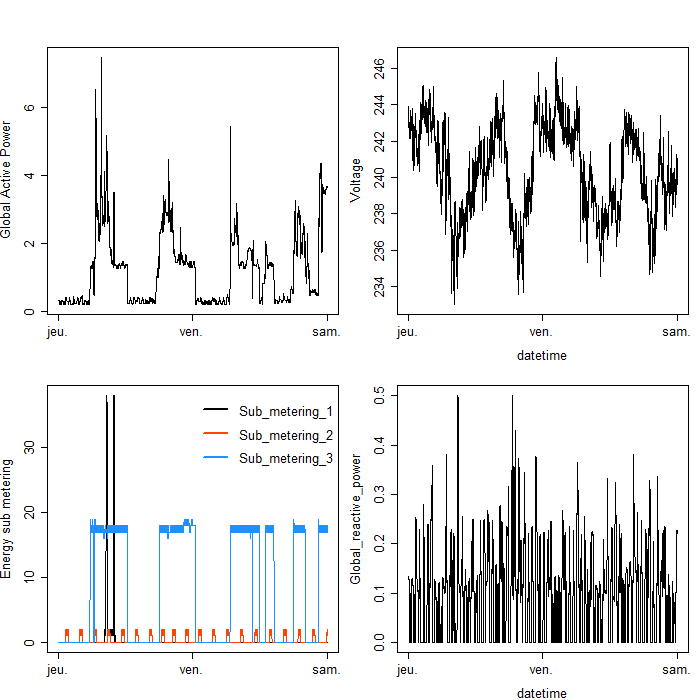 Global Active Power
0
2
4
6
jeu.
ven.
sam.
Voltage
234
236
238
240
242
244
246
jeu.
ven.
sam.
datetime
Energy sub metering
0
10
20
30
jeu.
ven.
sam.
Sub_metering_1
Sub_metering_2
Sub_metering_3
Global_reactive_power
0.0
0.1
0.2
0.3
0.4
0.5
jeu.
ven.
sam.
datetime